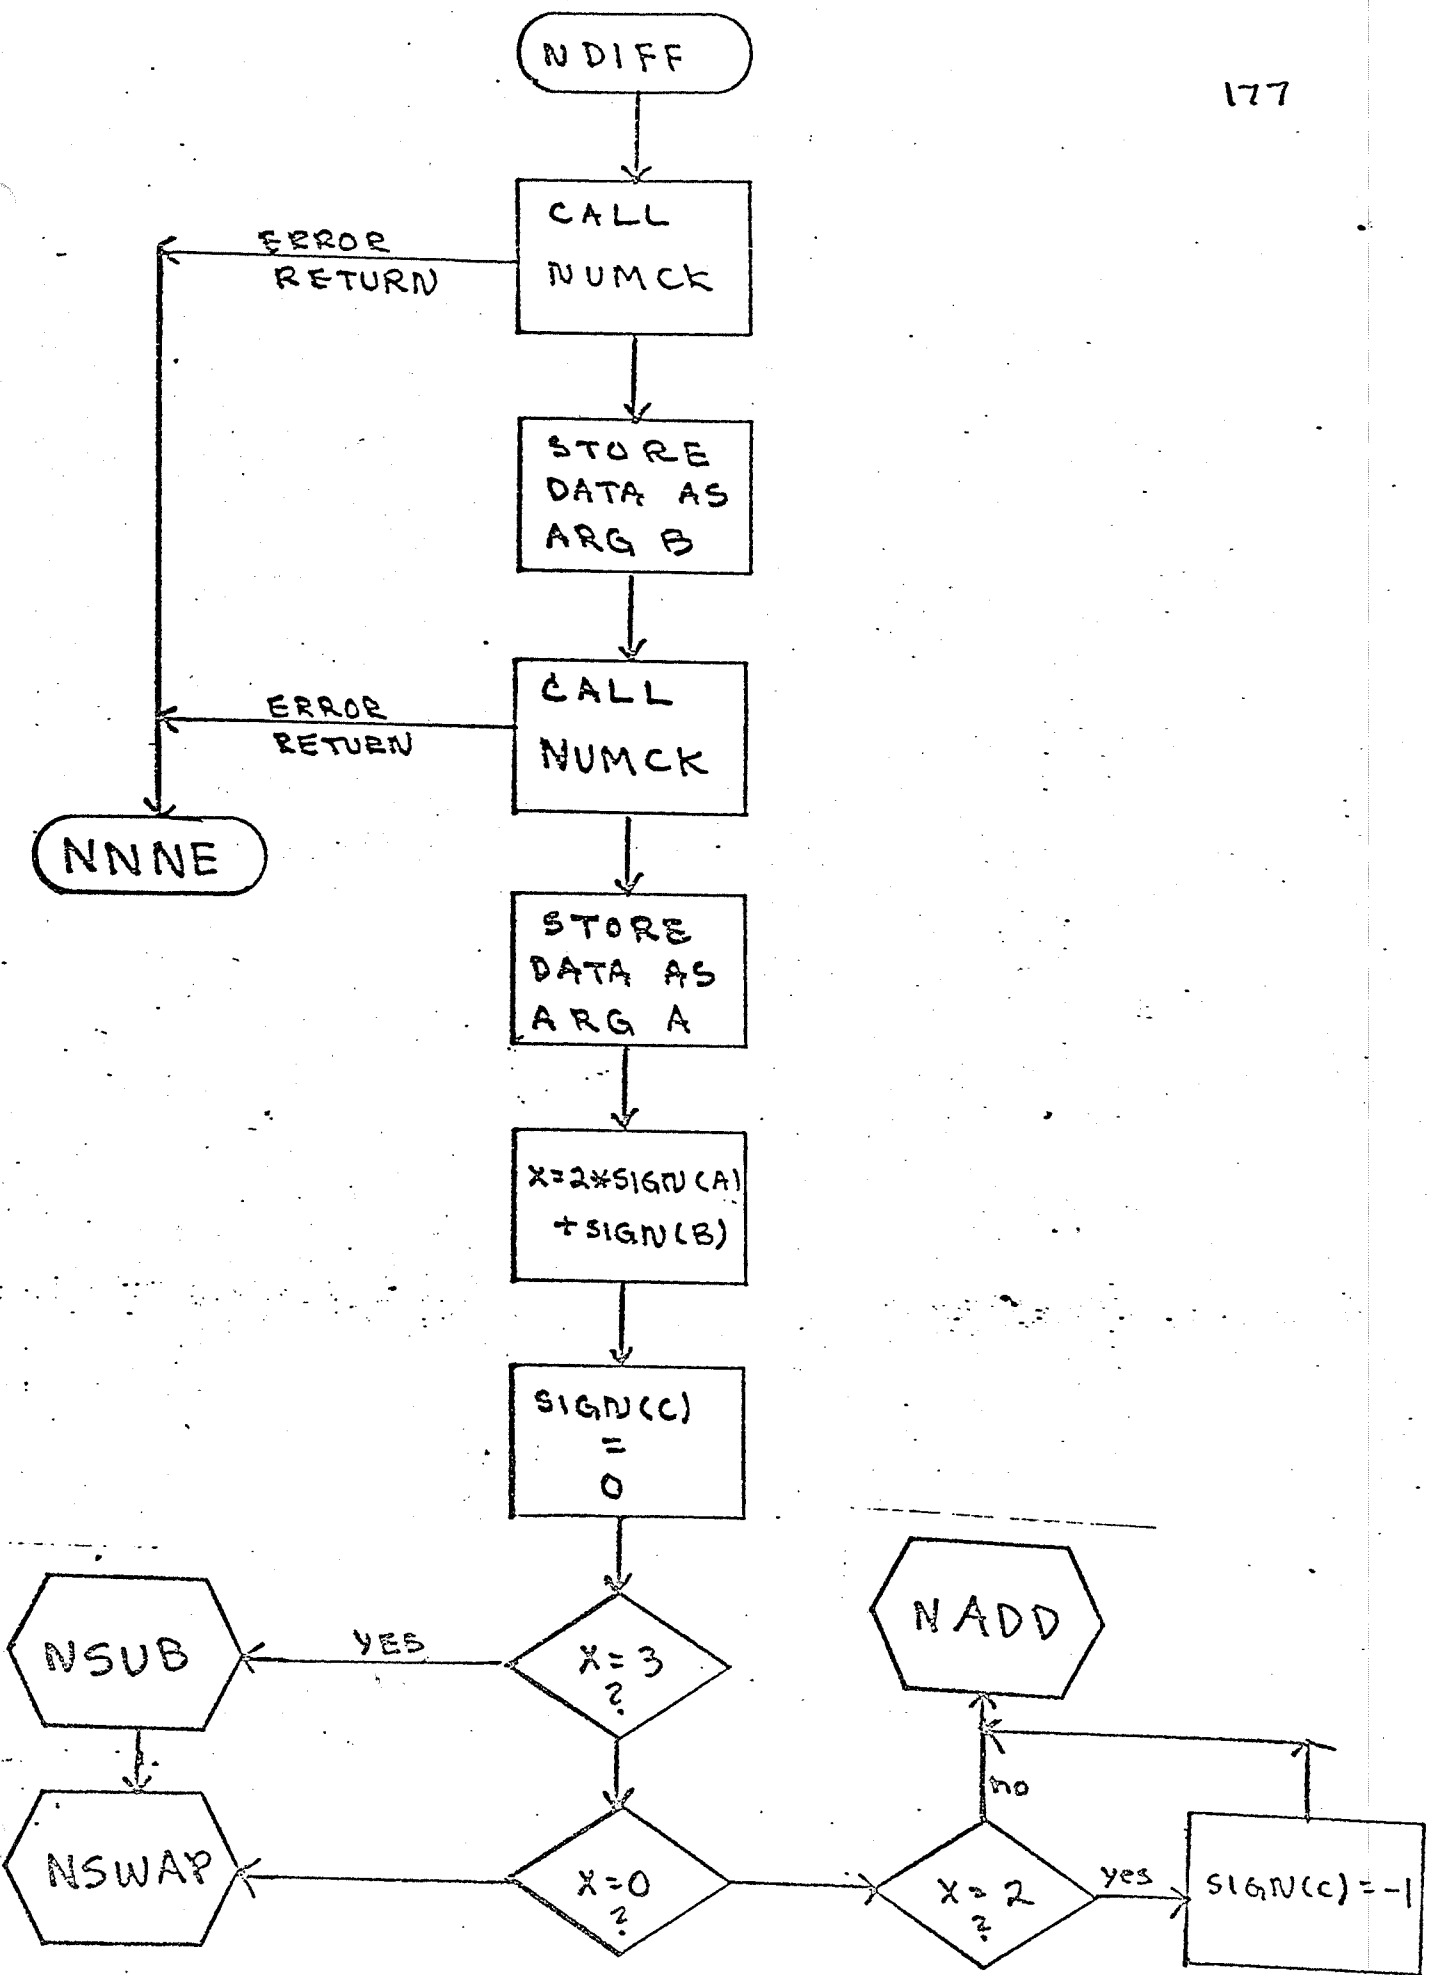 NDIFF
177
CALL
NUMCK
ERROR
RETURN
STORE
DATA AS
ARG B
CALL
NUMCK
ERROR
RETURN
NNNE
STORE
DATA AS
ARG A
X=2*SIGN(A)
+SIGN(B)
SIGN(C)
=
0
NADD
NSUB
YES
X=3
?
no
NSWAP
X=0
?
X=2
?
yes
SIGN(C)=-1